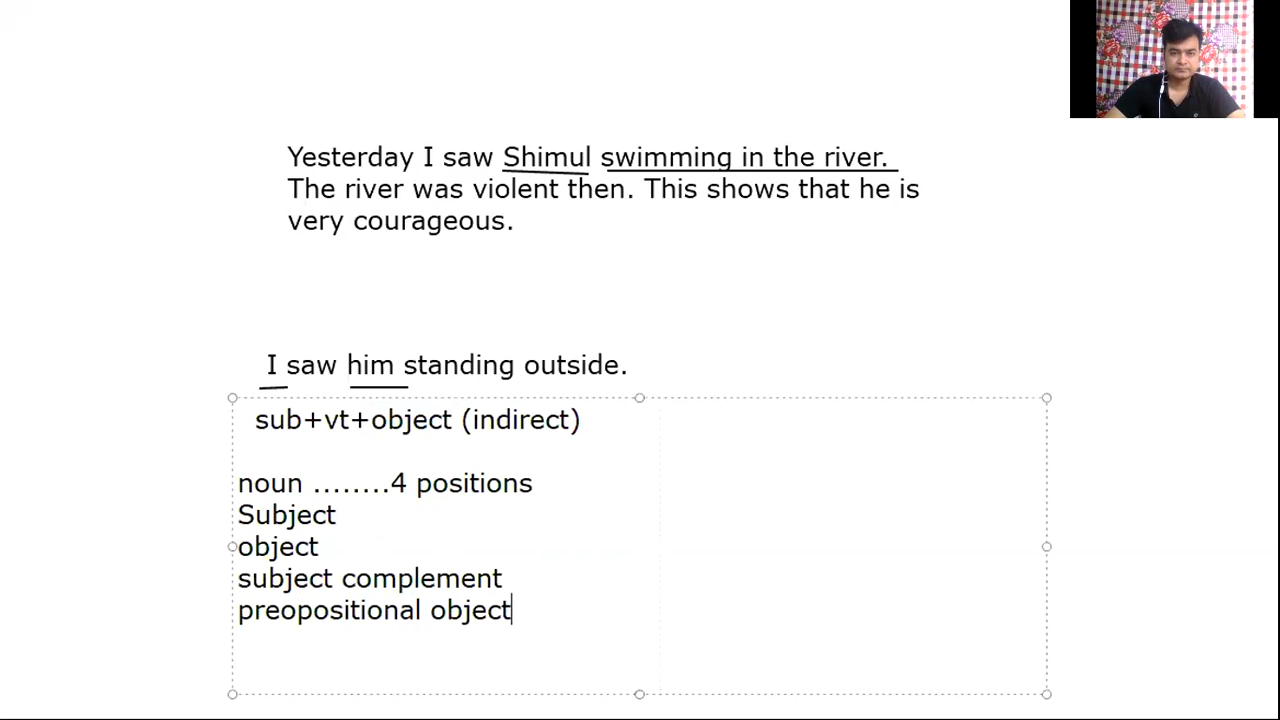 Yesterday I saw Shimul swimming in the river.
The river was violent then. This shows that he is
very courageous.
I saw him standing outside.
sub+vt+object (indirect)
noun ........4 positions
Subject
object
subject complement
preopositional object